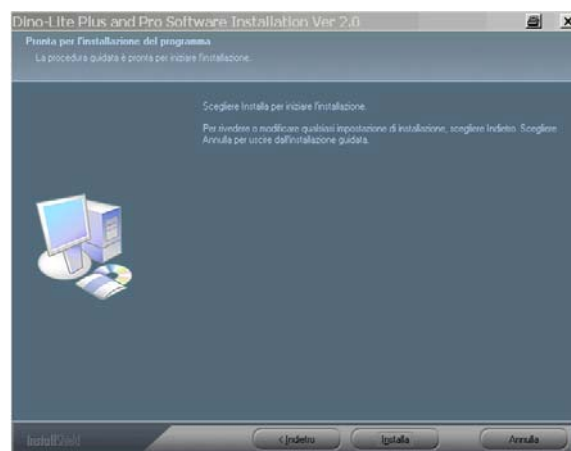 Dino-Lite Plus and Pro Software Installation Ver 2.0
Pronta per l'installazione del programma
La procedura guidata è pronta per iniziare l'installazione.
Scegliere Installa per iniziare l'installazione.
Per rivedere o modificare qualsiasi impostazione di installazione, scegliere Indietro. Scegliere
Annulla per uscire dall'installazione guidata.
InstallShield
< Indietro
Installa
Annulla